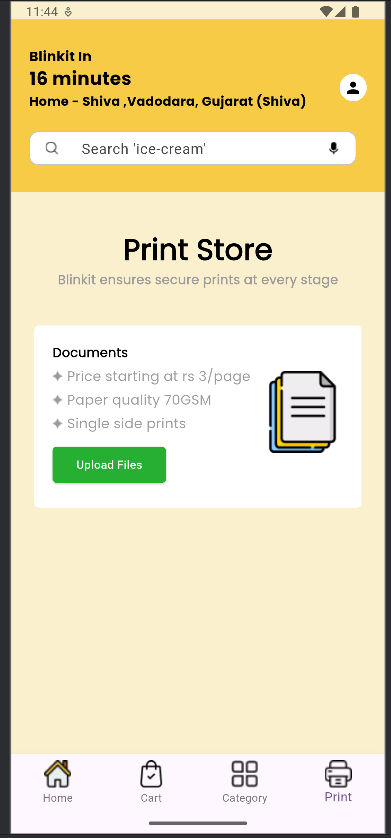 11:44
Blinkit In
16 minutes
Home - Shiva ,Vadodara, Gujarat (Shiva)
Search 'ice-cream'
Print Store
Blinkit ensures secure prints at every stage
Documents
✦ Price starting at rs 3/page
✦ Paper quality 70GSM
✦ Single side prints
Upload Files
Home Cart Category Print